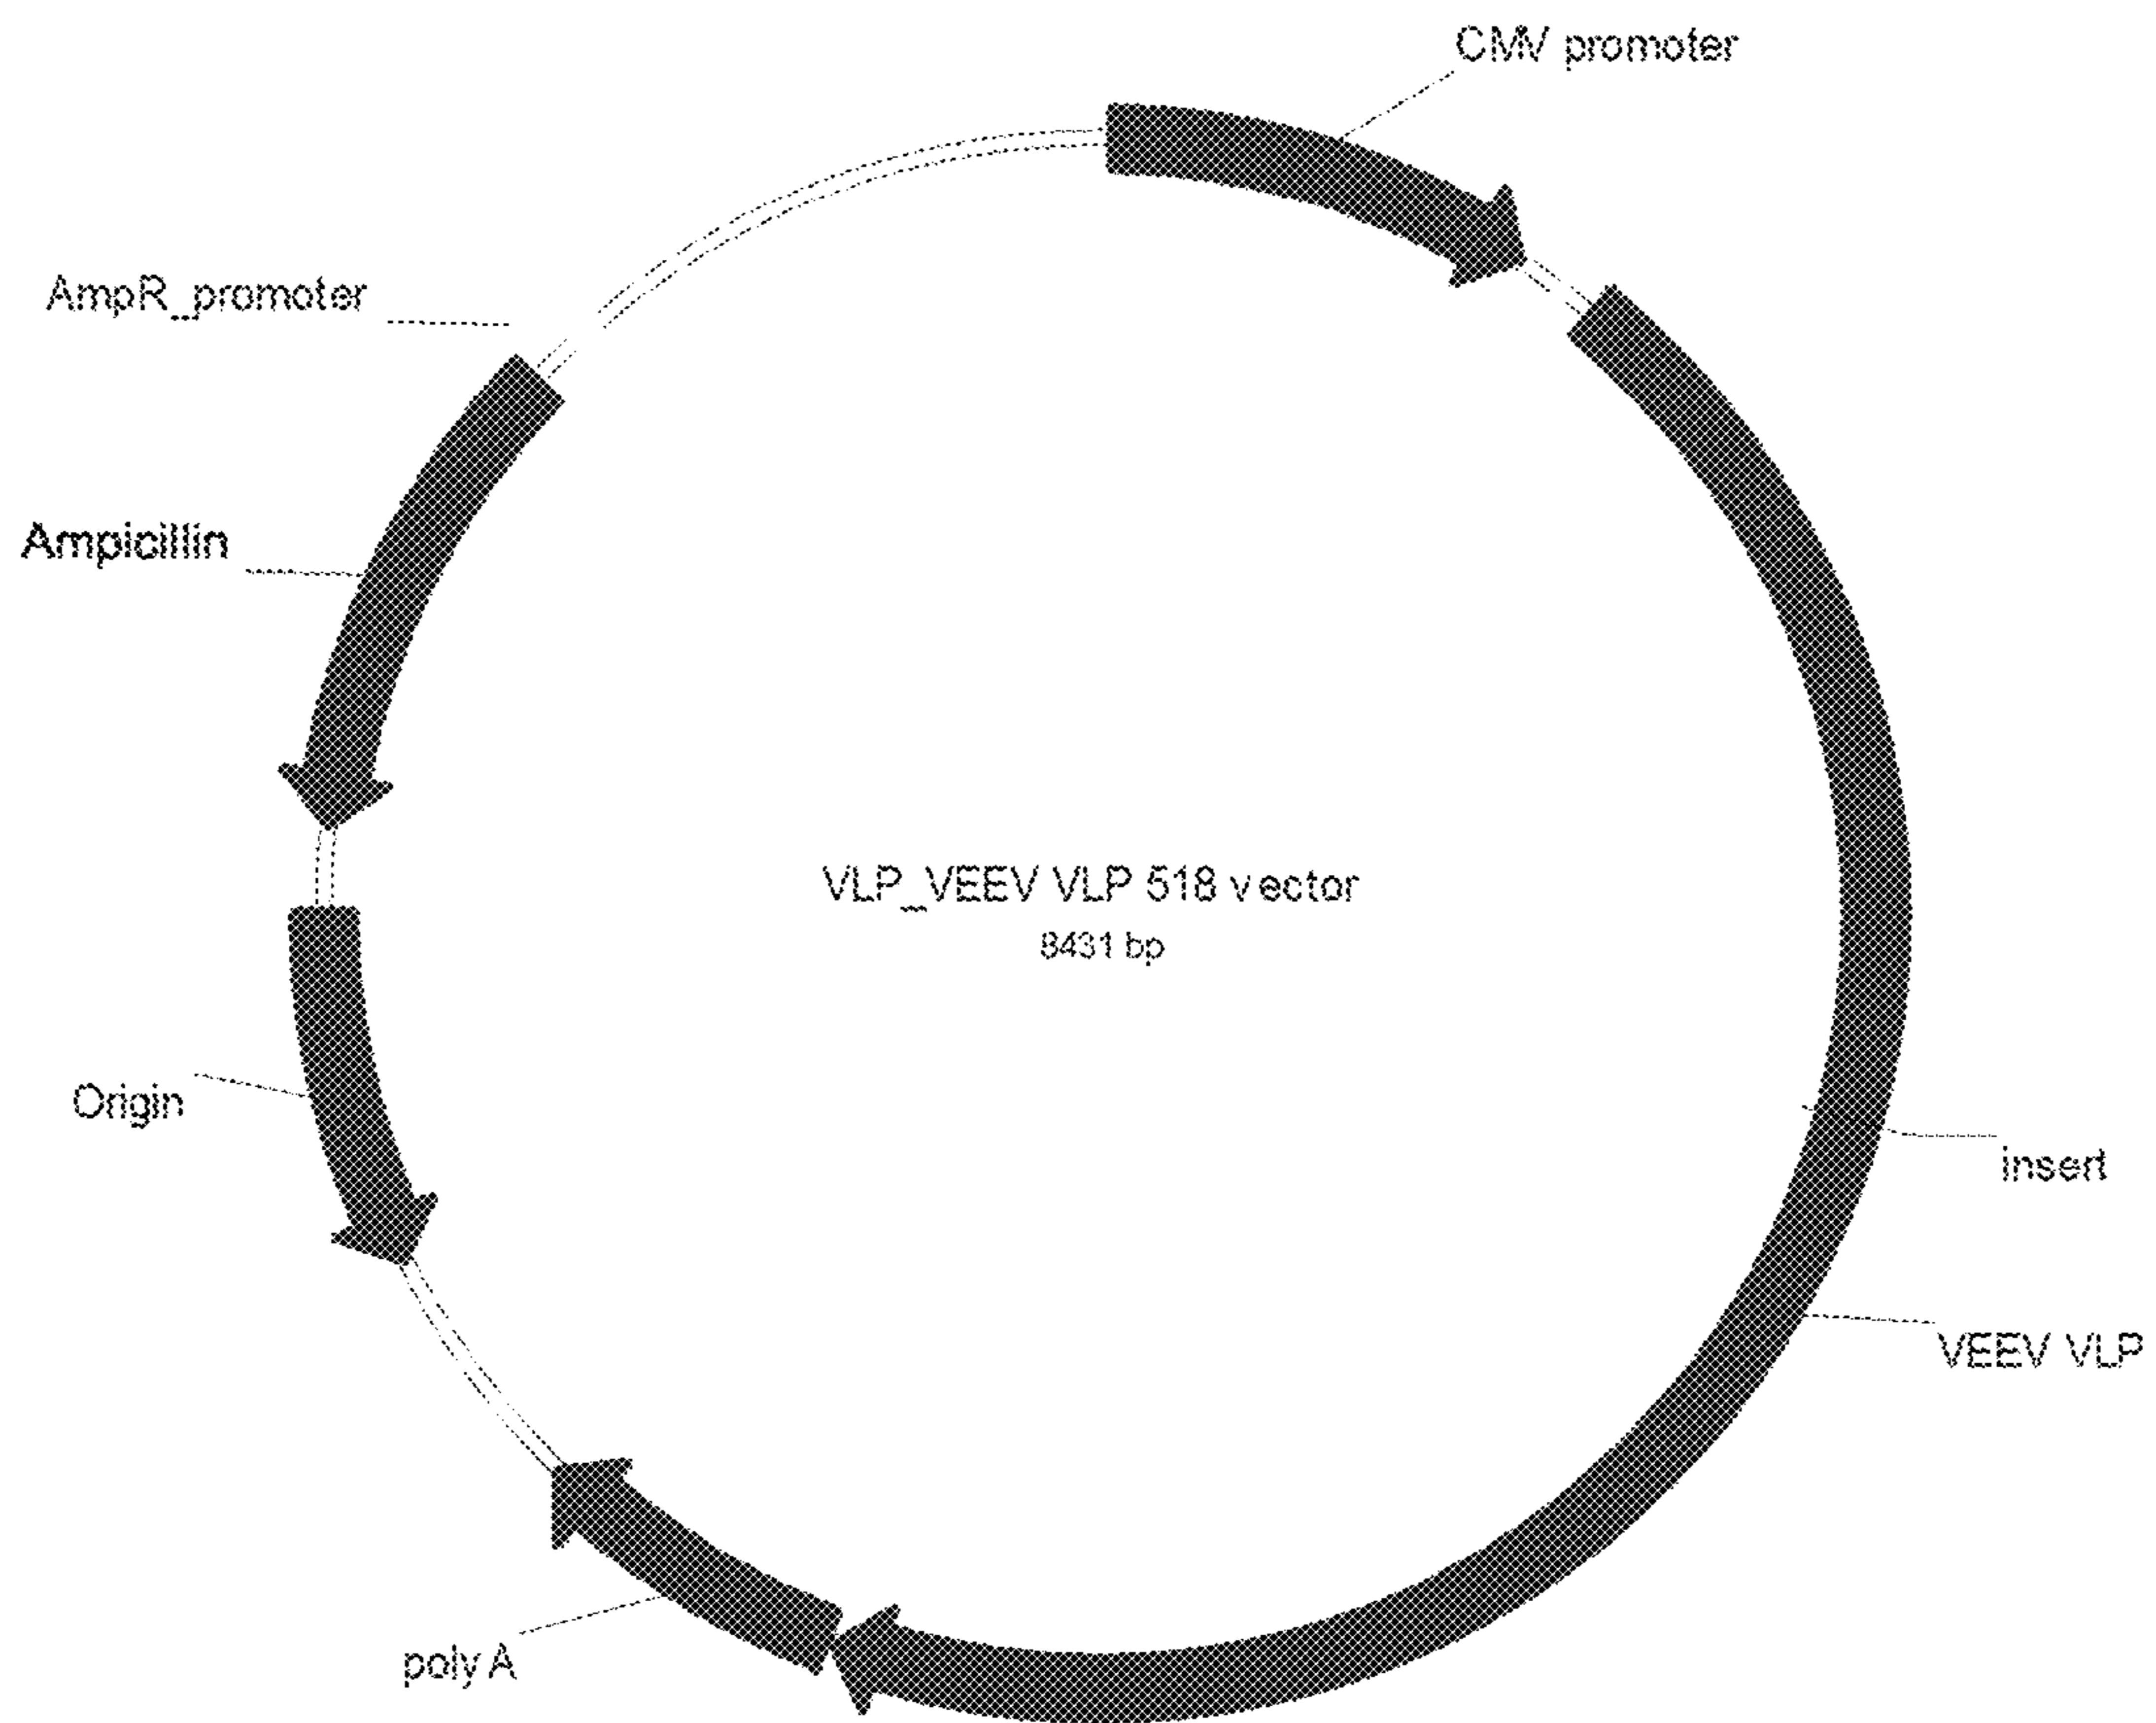 CMV promoter
AmpR_promoter
Ampicillin
VLP_VEEV VLP 518 vector
8431 bp
Origin
insert
VEEV VLP
poly A